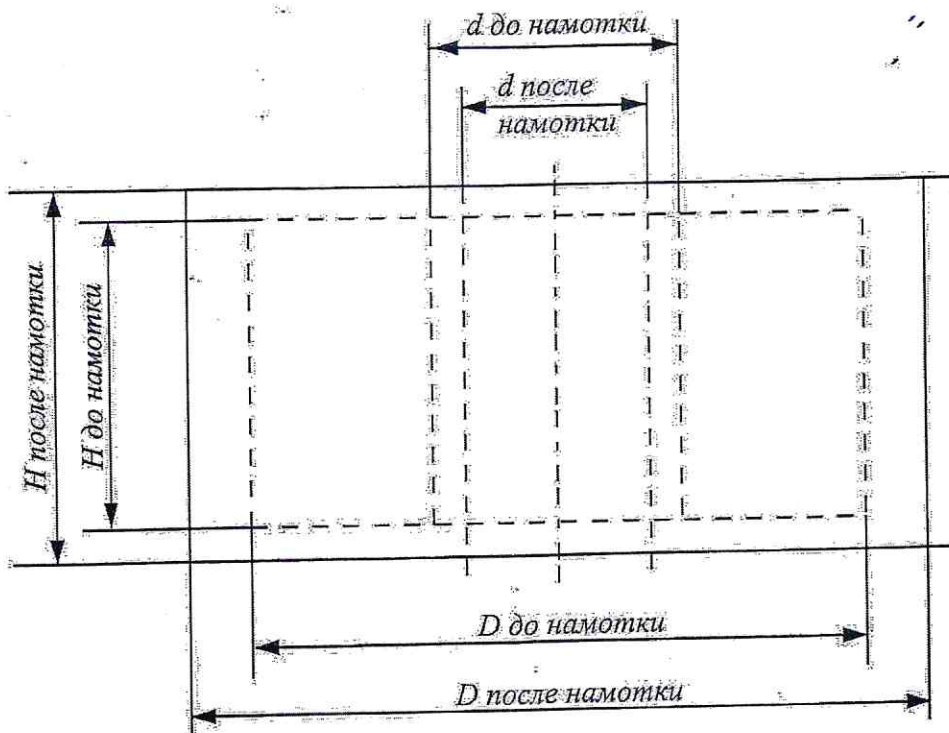 d до намотки
d после
намотки
H после намотки
H до намотки
D до намотки
D после намотки